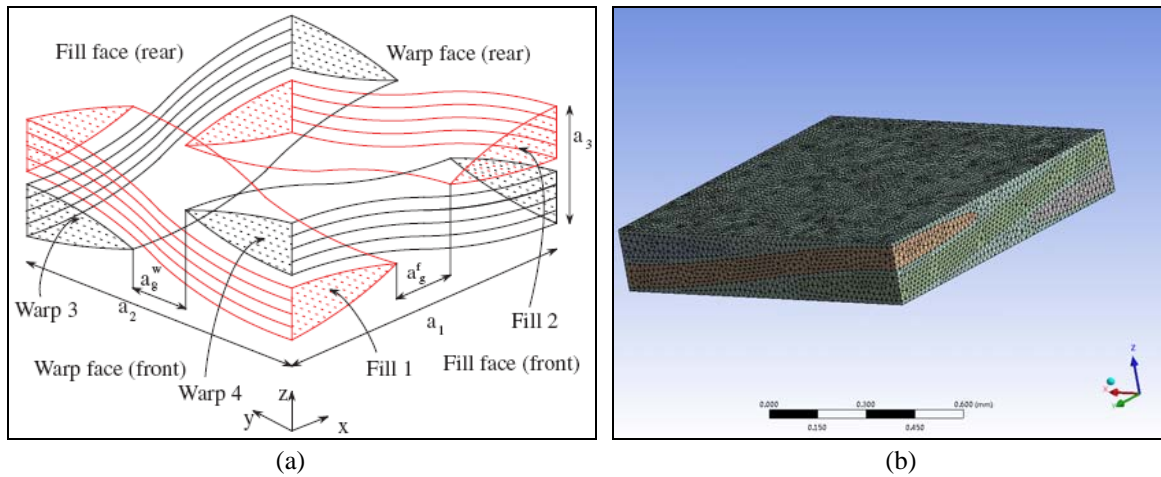 Fill face (rear)
Warp face (rear)
a3
Warp 3
a_g^w
a2
a_g^f
a1
Fill 2
Warp face (front)
Warp 4
Fill 1
Fill face (front)
z
y
x
0.000
0.300
0.600 (mm)
0.150
0.450
Z
X
Y
(a)
(b)